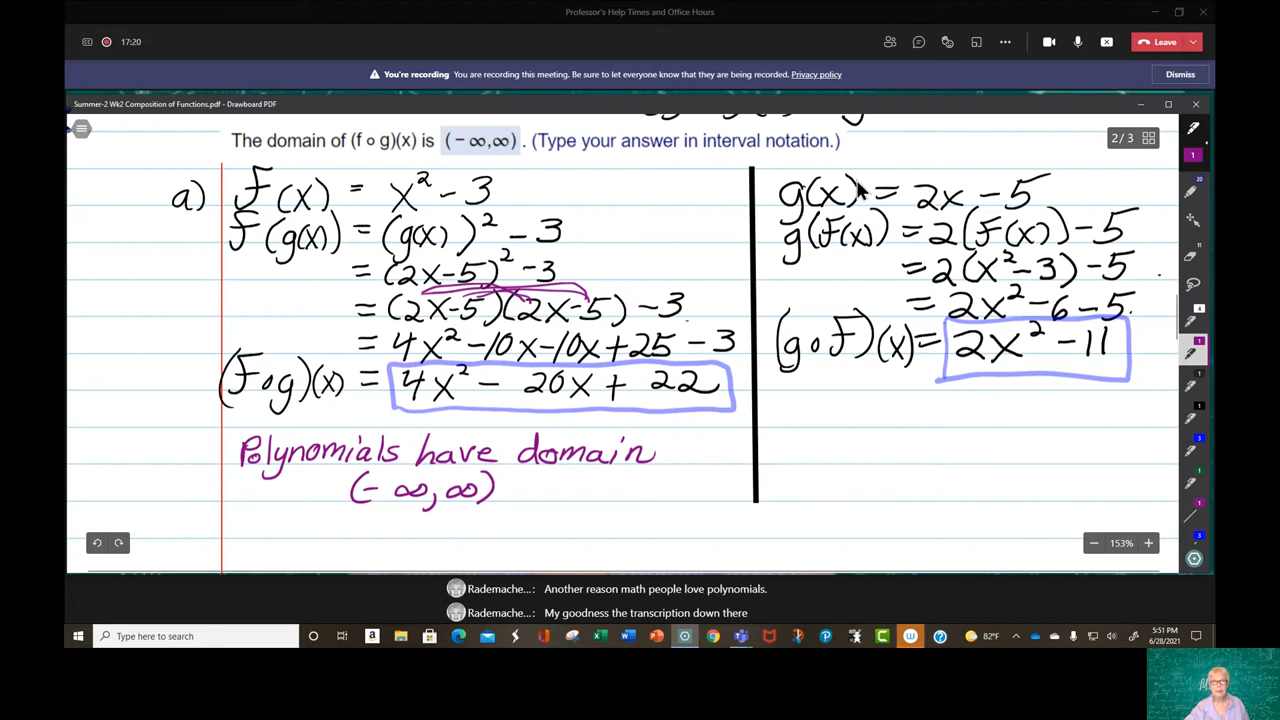 Professor's Help Times and Office Hours
17:20
Leave
You're recording You are recording this meeting. Be sure to let everyone know that they are being recorded. Privacy policy
Dismiss
Summer-2 Wk2 Composition of Functions.pdf - Drawboard PDF
The domain of (f o g)(x) is (-∞,∞). (Type your answer in interval notation.)
2/3
a) F(x) = x² - 3
F(g(x)) = (g(x))² - 3
= (2x-5)² - 3
= (2x-5)(2x-5) - 3
= 4x² - 10x - 10x + 25 - 3
(F∘g)(x) = 4x² - 20x + 22
Polynomials have domain
(-∞, ∞)
g(x) = 2x - 5
g(F(x)) = 2(F(x)) - 5
= 2(x² - 3) - 5
= 2x² - 6 - 5.
(g∘F)(x) = 2x² - 11
153%
Rademache...: Another reason math people love polynomials.
Rademache...: My goodness the transcription down there
Type here to search
82°F
5:51 PM
6/28/2021